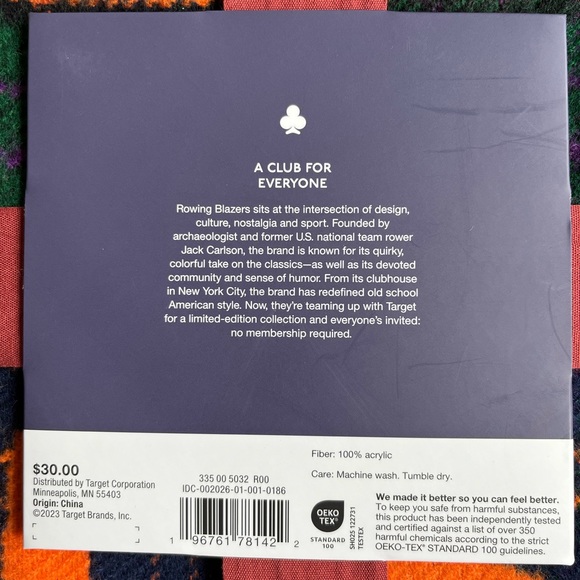 A CLUB FOR
EVERYONE
Rowing Blazers sits at the intersection of design,
culture, nostalgia and sport. Founded by
archaeologist and former U.S. national team rower
Jack Carlson, the brand is known for its quirky,
colorful take on the classics—as well as its devoted
community and sense of humor. From its clubhouse
in New York City, the brand has redefined old school
American style. Now, they're teaming up with Target
for a limited-edition collection and everyone's invited:
no membership required.
$30.00
Distributed by Target Corporation
Minneapolis, MN 55403
Origin: China
©2023 Target Brands, Inc.
335 00 5032 R00
IDC-002026-01-001-0186
1 96761 78142 2
Fiber: 100% acrylic
Care: Machine wash. Tumble dry.
OEKO
TEX®
STANDARD
100
SH025 122731
TESTEX
We made it better so you can feel better.
To keep you safe from harmful substances,
this product has been independently tested
and certified against a list of over 350
harmful chemicals according to the strict
OEKO-TEX® STANDARD 100 guidelines.